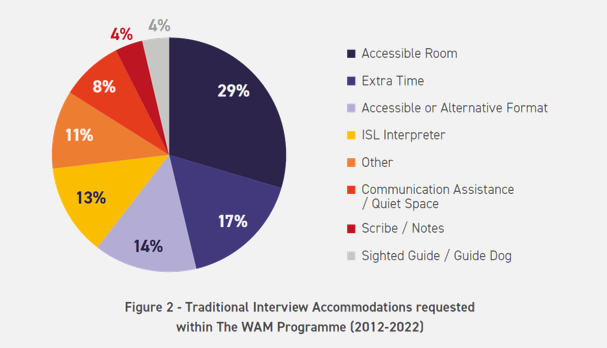 4%
4%
29%
8%
11%
17%
13%
14%
Accessible Room
Extra Time
Accessible or Alternative Format
ISL Interpreter
Other
Communication Assistance
/ Quiet Space
Scribe / Notes
Sighted Guide / Guide Dog
Figure 2 - Traditional Interview Accommodations requested
within The WAM Programme (2012-2022)